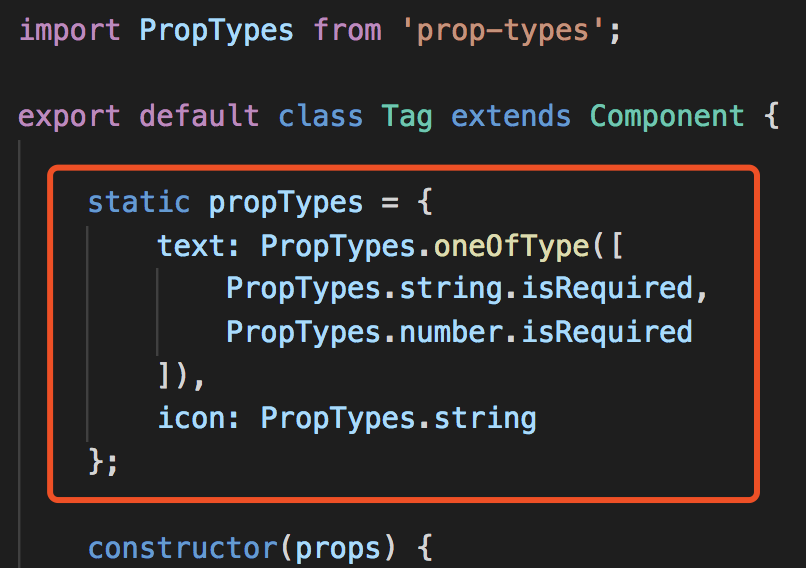 import PropTypes from 'prop-types';
export default class Tag extends Component {
static propTypes = {
text: PropTypes.oneOfType([
PropTypes.string.isRequired,
PropTypes.number.isRequired
]),
icon: PropTypes.string
};
constructor(props) {